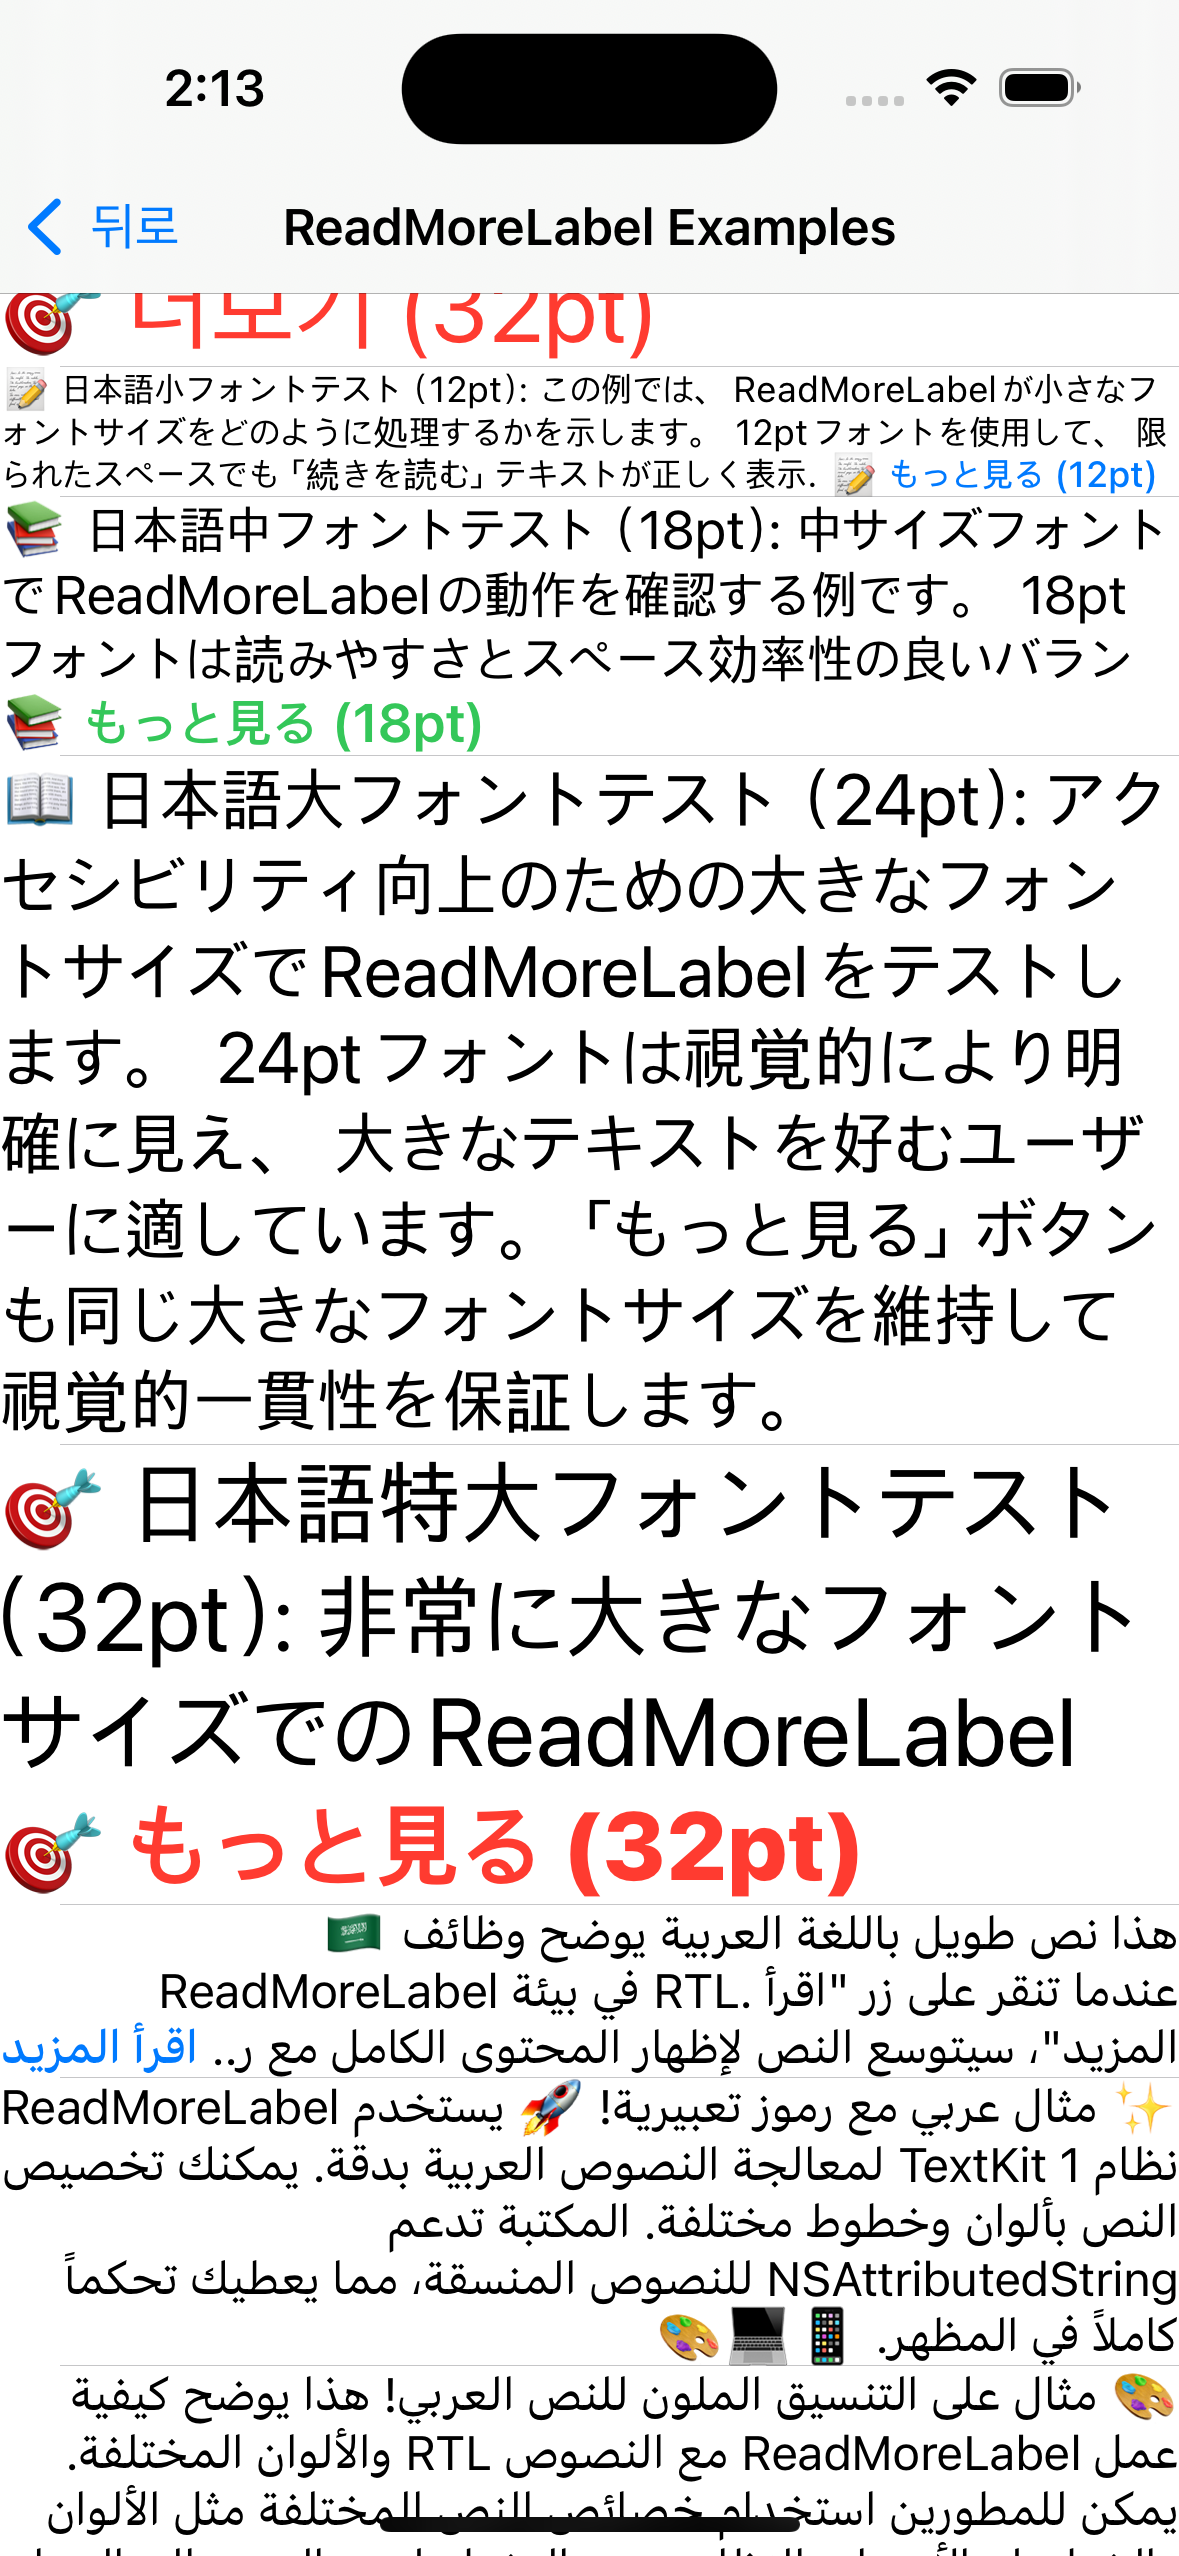 2:13
뒤로
ReadMoreLabel Examples
🎯 더보기 (32pt)
📝 日本語小フォントテスト (12pt): この例では、 ReadMoreLabelが小さなフ
ォントサイズをどのように処理するかを示します。 12ptフォントを使用して、 限
られたスペースでも「続きを読む」テキストが正しく表示. 📝 もっと見る (12pt)
📚 日本語中フォントテスト (18pt): 中サイズフォント
でReadMoreLabelの動作を確認する例です。 18pt
フォントは読みやすさとスペース効率性の良いバラン
📚 もっと見る (18pt)
📖 日本語大フォントテスト (24pt): アク
セシビリティ向上のための大きなフォン
トサイズでReadMoreLabelをテストし
ます。 24ptフォントは視覚的により明
確に見え、 大きなテキストを好むユーザ
ーに適しています。「もっと見る」ボタン
も同じ大きなフォントサイズを維持して
視覚的一貫性を保証します。
🎯 日本語特大フォントテスト
(32pt): 非常に大きなフォント
サイズでのReadMoreLabel
🎯 もっと見る (32pt)
هذا نص طويل باللغة العربية يوضح وظائف 🇸🇦
ReadMoreLabel في بيئة RTL. عندما تنقر على زر "اقرأ
المزيد"، سيتوسع النص لإظهار المحتوى الكامل مع ر.. اقرأ المزيد
✨ مثال عربي مع رموز تعبيرية! 🚀 يستخدم ReadMoreLabel
نظام TextKit 1 لمعالجة النصوص العربية بدقة. يمكنك تخصيص
النص بألوان وخطوط مختلفة. المكتبة تدعم
NSAttributedString للنصوص المنسقة، مما يعطيك تحكماً
كاملاً في المظهر. 📱💻🎨
🎨 مثال على التنسيق الملون للنص العربي! هذا يوضح كيفية
عمل ReadMoreLabel مع النصوص RTL والألوان المختلفة.
يمكن للمطورين استخدام خصائص النص المختلفة مثل الألوان